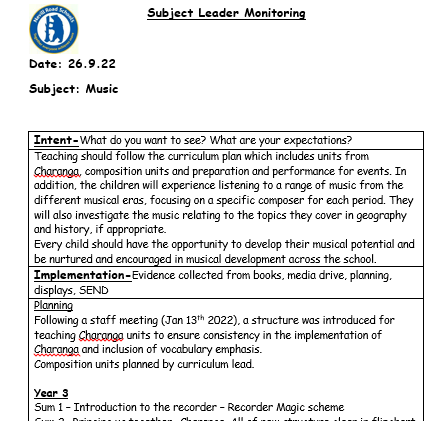 Subject Leader Monitoring
Date: 26.9.22
Subject: Music
Intent-What do you want to see? What are your expectations?
Teaching should follow the curriculum plan which includes units from
Charanga, composition units and preparation and performance for events. In
addition, the children will experience listening to a range of music from the
different musical eras, focusing on a specific composer for each period. They
will also investigate the music relating to the topics they cover in geography
and history, if appropriate.
Every child should have the opportunity to develop their musical potential and
be nurtured and encouraged in musical development across the school.
Implementation-Evidence collected from books, media drive, planning,
displays, SEND
Planning
Following a staff meeting (Jan 13th 2022), a structure was introduced for
teaching Charanga units to ensure consistency in the implementation of
Charanga and inclusion of vocabulary emphasis.
Composition units planned by curriculum lead.
Year 3
Sum 1 – Introduction to the recorder – Recorder Magic scheme